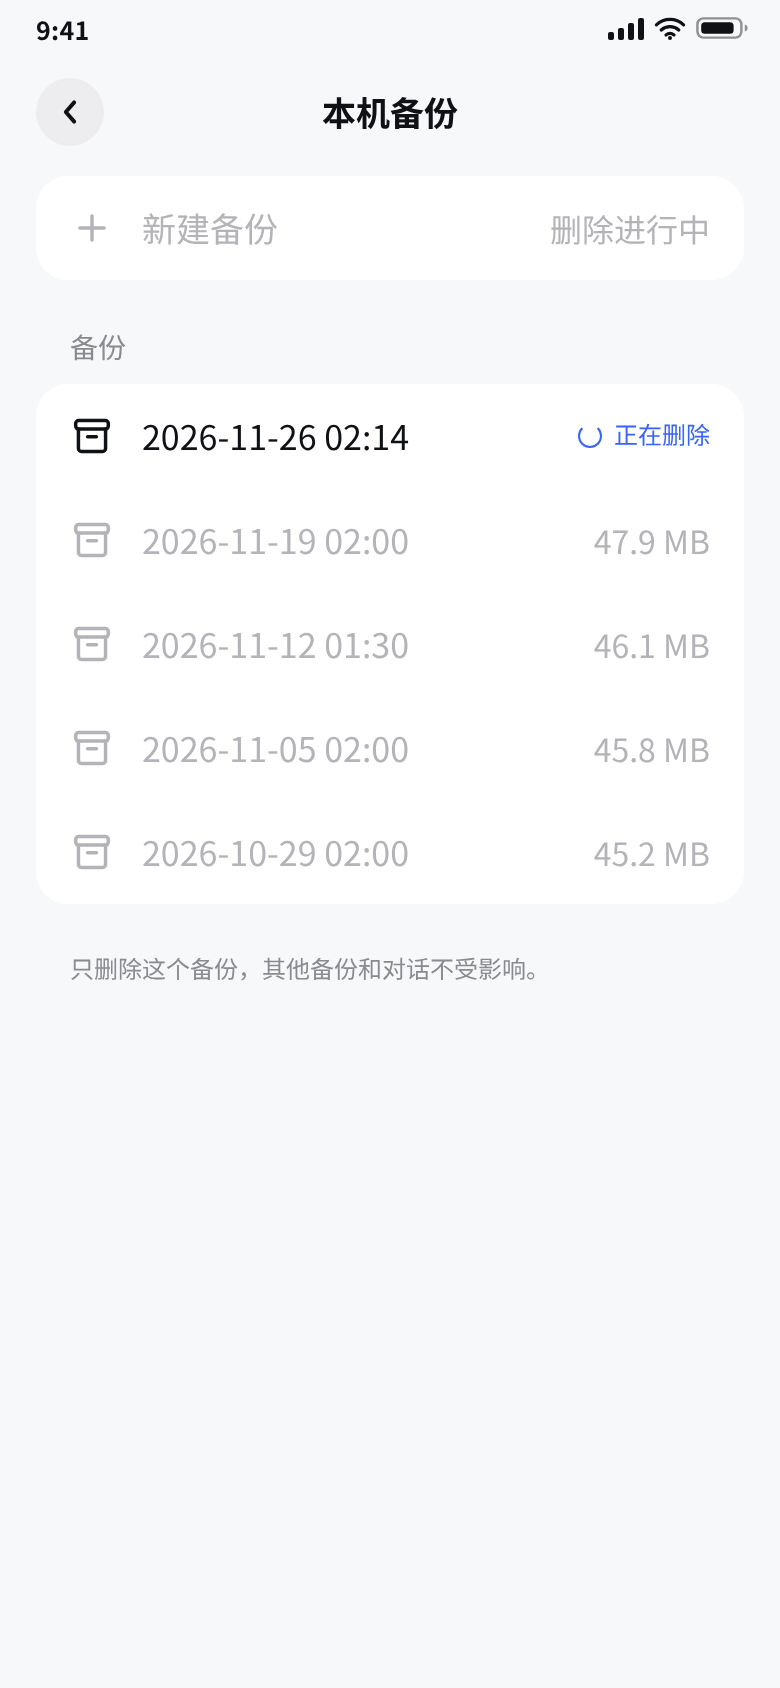 9:41
本机备份
新建备份 删除进行中
备份
2026-11-26 02:14 正在删除
2026-11-19 02:00 47.9 MB
2026-11-12 01:30 46.1 MB
2026-11-05 02:00 45.8 MB
2026-10-29 02:00 45.2 MB
只删除这个备份，其他备份和对话不受影响。